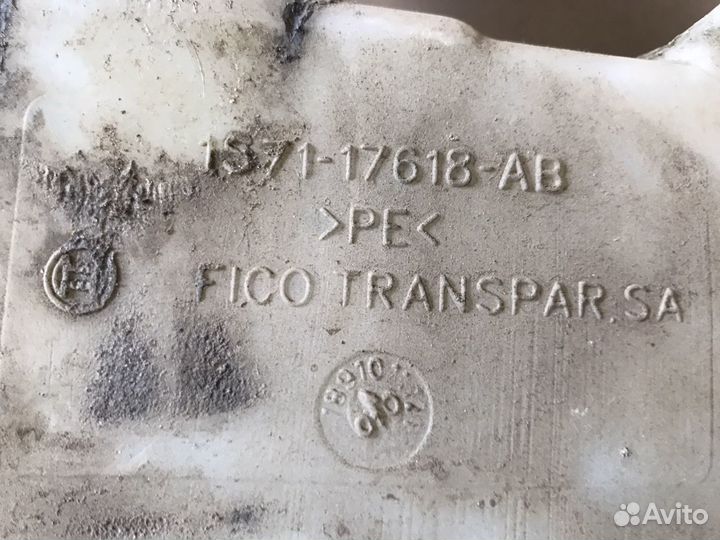 1S71-17618-AB
>PE<
FICO TRANSPAR.SA
Avito